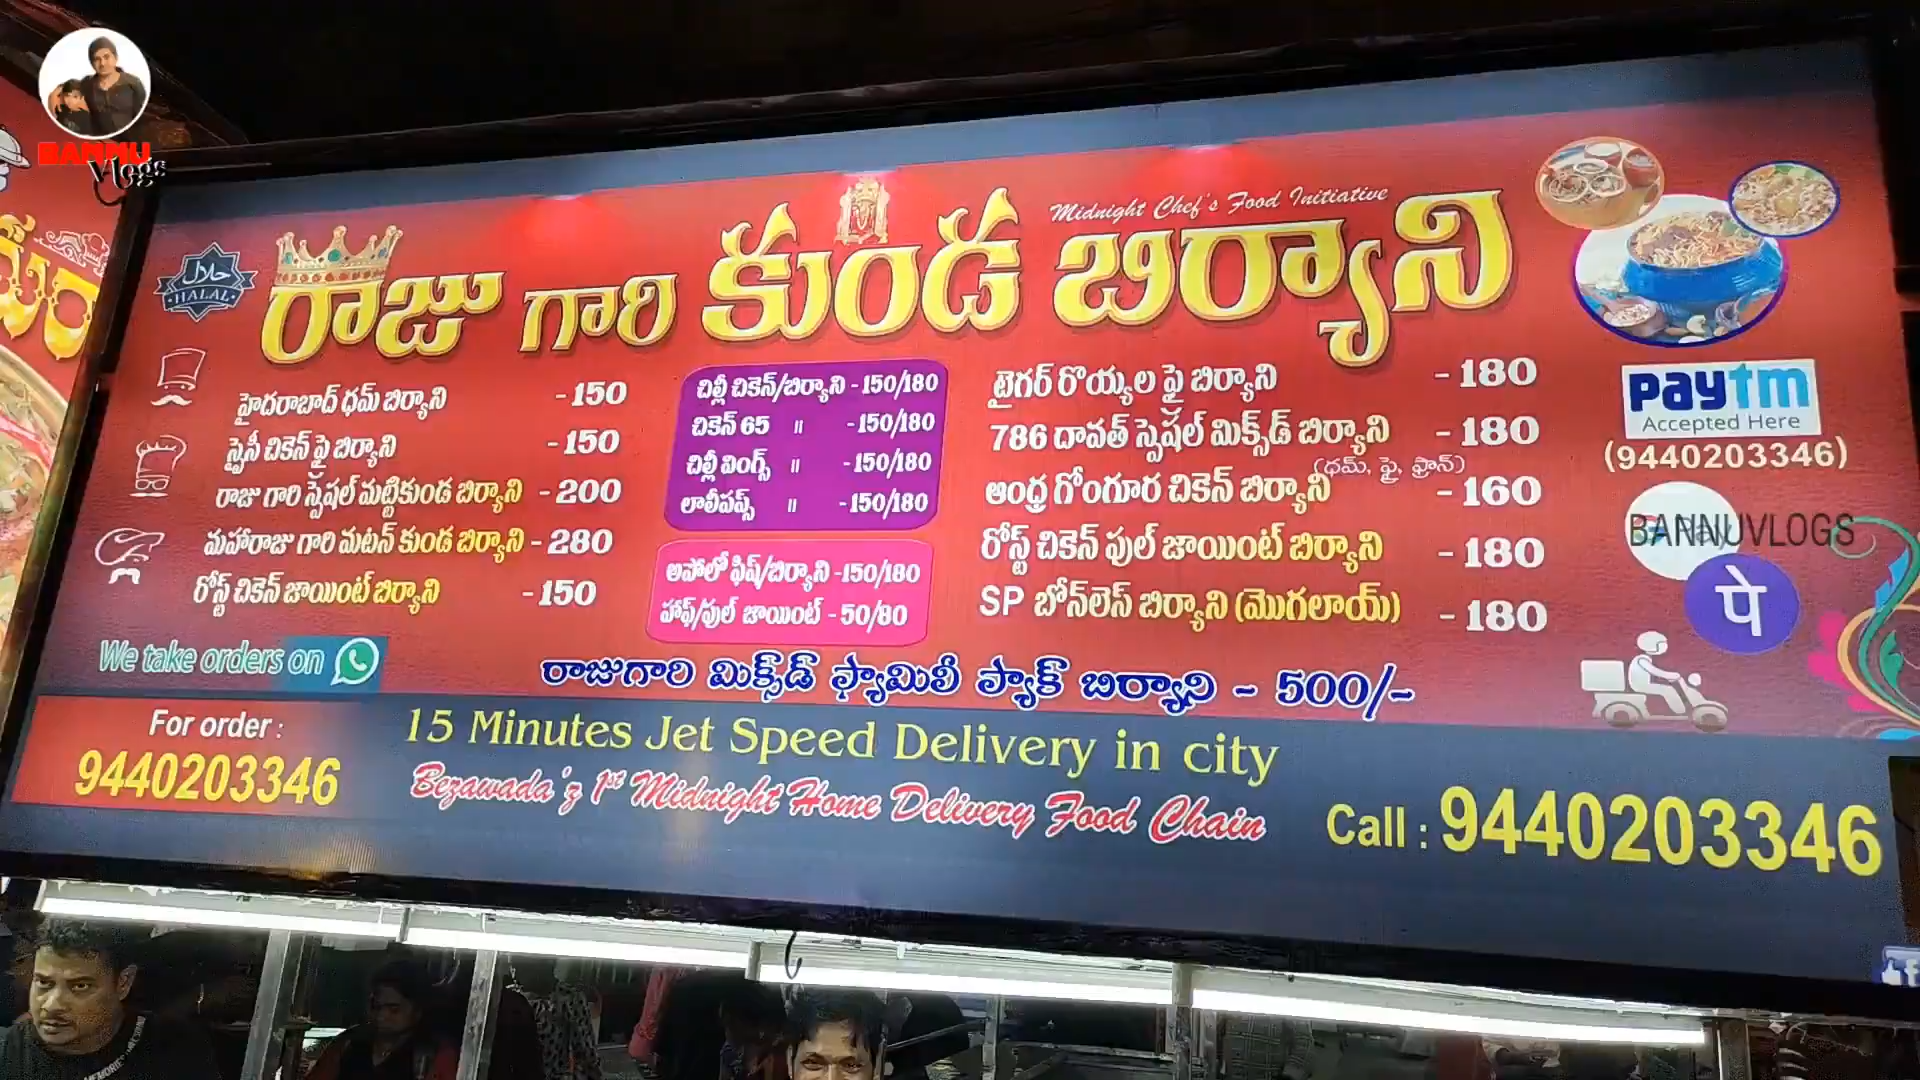 BANNU
Vlogs
Midnight Chef's Food Initiative
حلال
HALAL
రాజు గారి కుండ బిర్యాని
హైదరాబాద్ ధమ్ బిర్యాని - 150
స్పైసీ చికెన్ ఫై బిర్యాని - 150
రాజు గారి స్పెషల్ మట్టికుండ బిర్యాని - 200
మహారాజు గారి మటన్ కుండ బిర్యాని - 280
రోస్ట్ చికెన్ జాయింట్ బిర్యాని - 150
చిల్లీ చికెన్/బిర్యాని - 150/180
చికెన్ 65 " - 150/180
చిల్లీ వింగ్స్ " - 150/180
లాలీపప్స్ " - 150/180
అపోలో ఫిష్/బిర్యాని - 150/180
హాఫ్/ఫుల్ జాయింట్ - 50/80
టైగర్ రొయ్యల ఫై బిర్యాని - 180
786 దావత్ స్పెషల్ మిక్స్‌డ్ బిర్యాని - 180
(ధమ్, ఫై, ఫ్రాన్)
ఆంధ్ర గోంగూర చికెన్ బిర్యాని - 160
రోస్ట్ చికెన్ ఫుల్ జాయింట్ బిర్యాని - 180
SP బోన్‌లెస్ బిర్యాని (మొగలాయ్) - 180
paytm
Accepted Here
(9440203346)
BANNUVLOGS
पे
We take orders on
రాజుగారి మిక్స్‌డ్ ఫ్యామిలీ ప్యాక్ బిర్యాని - 500/-
For order :
9440203346
15 Minutes Jet Speed Delivery in city
Bezawada'z 1st Midnight Home Delivery Food Chain
Call : 9440203346